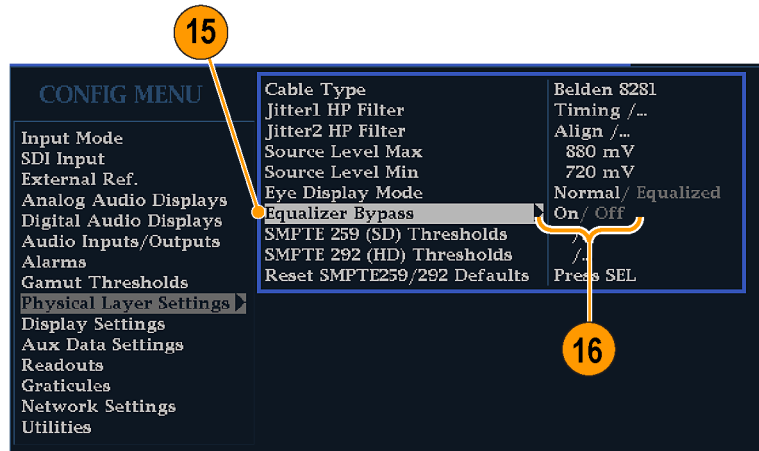 15
CONFIG MENU
Input Mode
SDI Input
External Ref.
Analog Audio Displays
Digital Audio Displays
Audio Inputs/Outputs
Alarms
Gamut Thresholds
Physical Layer Settings
Display Settings
Aux Data Settings
Readouts
Graticules
Network Settings
Utilities
Cable Type Belden 8281
Jitter1 HP Filter Timing /...
Jitter2 HP Filter Align /...
Source Level Max 880 mV
Source Level Min 720 mV
Eye Display Mode Normal/ Equalized
Equalizer Bypass On/ Off
SMPTE 259 (SD) Thresholds /
SMPTE 292 (HD) Thresholds /...
Reset SMPTE259/292 Defaults Press SEL
16